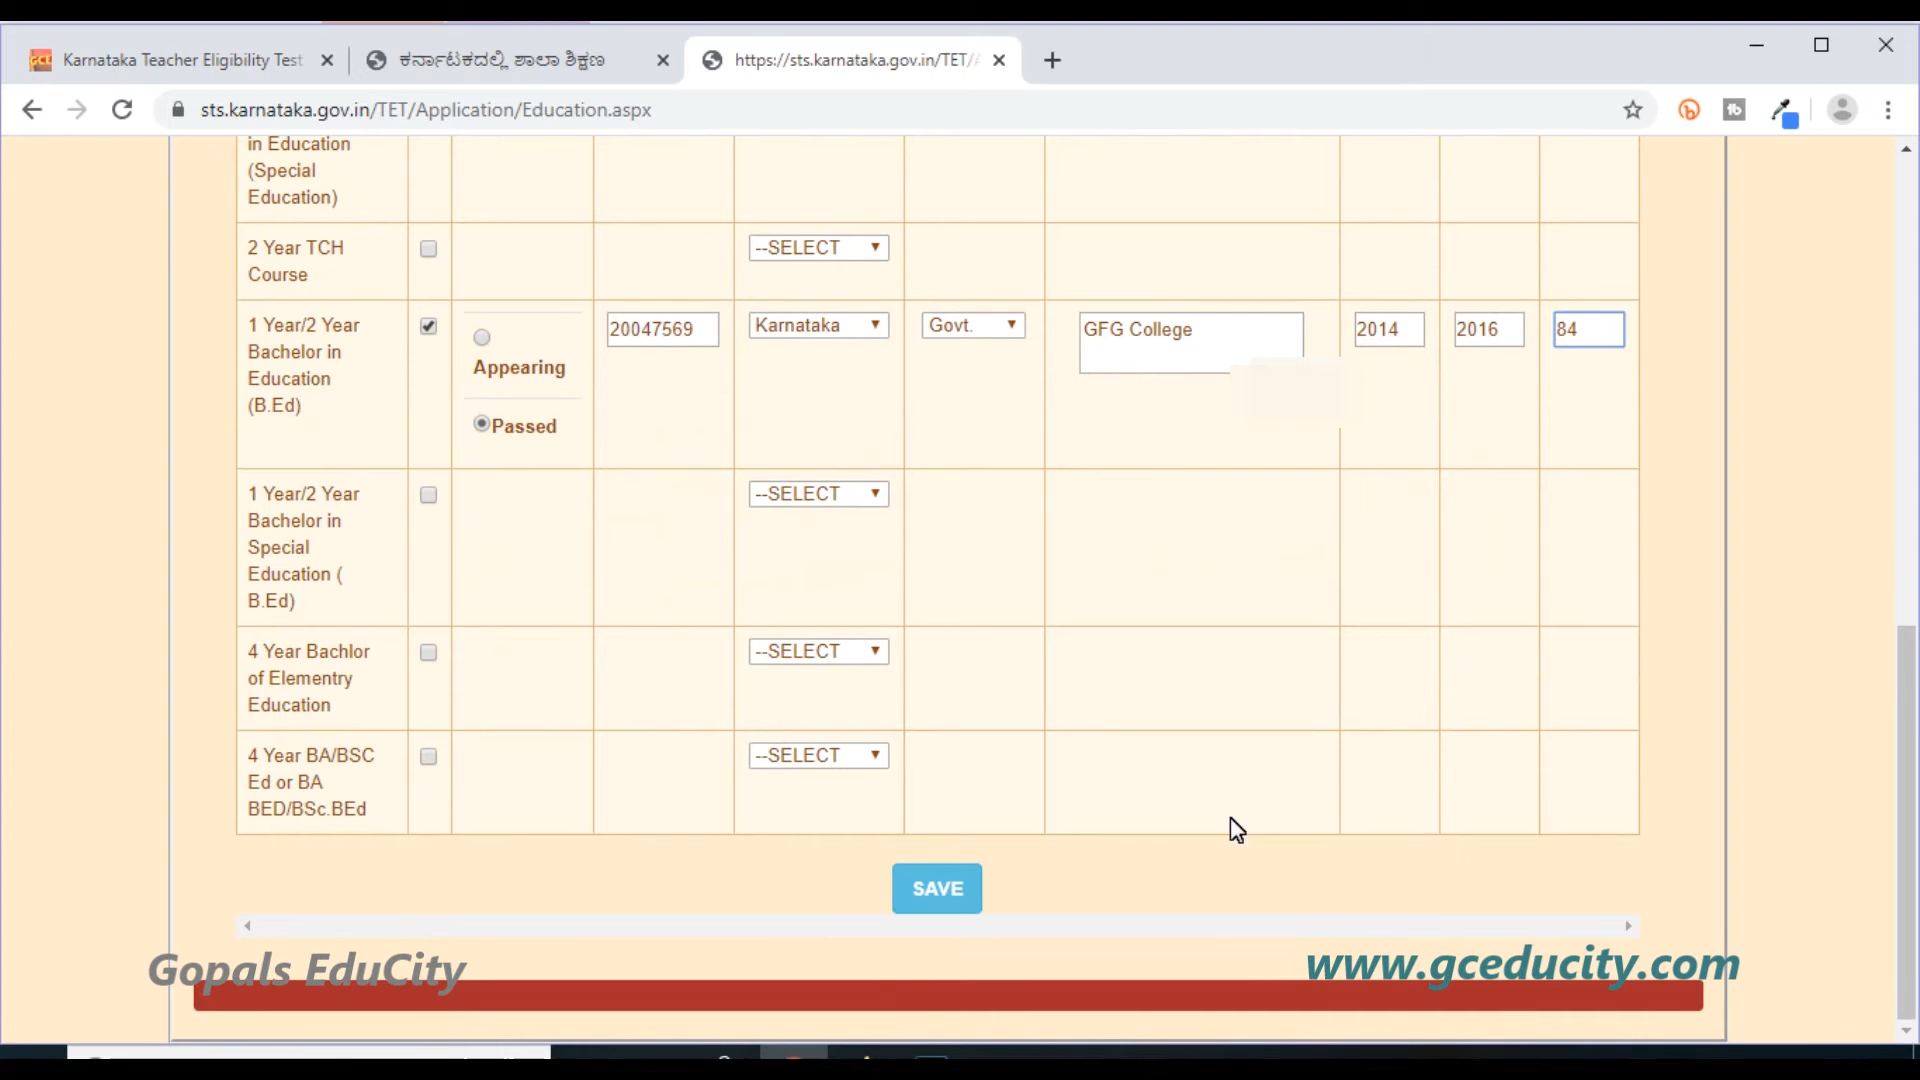 Karnataka Teacher Eligibility Test
ಕರ್ನಾಟಕದಲ್ಲಿ ಶಾಲಾ ಶಿಕ್ಷಣ
https://sts.karnataka.gov.in/TET/
sts.karnataka.gov.in/TET/Application/Education.aspx
in Education
(Special
Education)
2 Year TCH
Course
--SELECT
1 Year/2 Year
Bachelor in
Education
(B.Ed)
Appearing
Passed
20047569
Karnataka
Govt.
GFG College
2014
2016
84
1 Year/2 Year
Bachelor in
Special
Education (
B.Ed)
--SELECT
4 Year Bachlor
of Elementry
Education
--SELECT
4 Year BA/BSC
Ed or BA
BED/BSc.BEd
--SELECT
SAVE
Gopals EduCity
www.gceducity.com